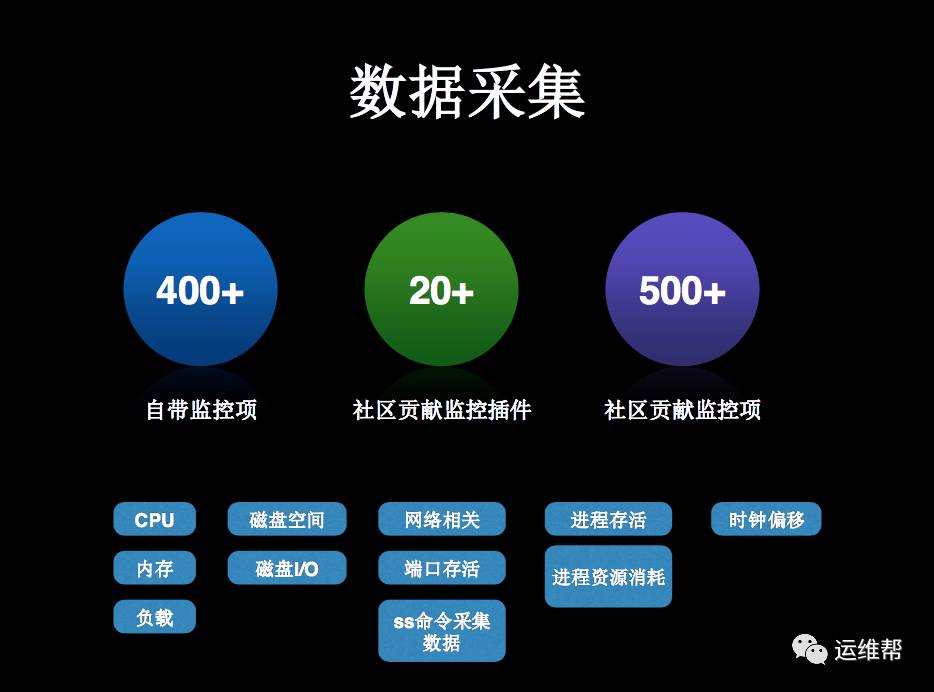 数据采集
400+
20+
500+
自带监控项
社区贡献监控插件
社区贡献监控项
CPU
磁盘空间
网络相关
进程存活
时钟偏移
内存
磁盘I/O
端口存活
进程资源消耗
负载
ss命令采集
数据
运维帮